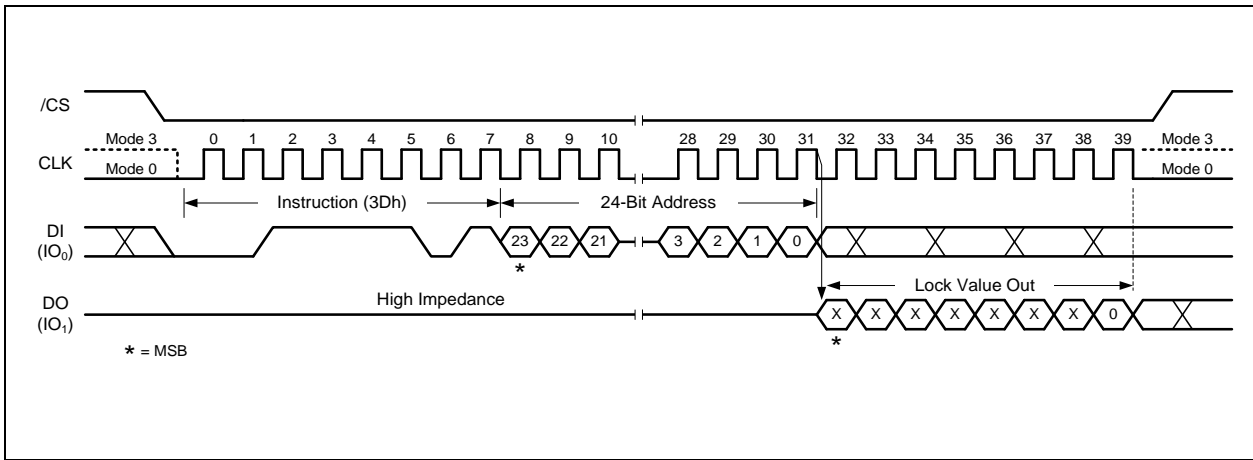 /CS
Mode 3 0 1 2 3 4 5 6 7 8 9 10 28 29 30 31 32 33 34 35 36 37 38 39 Mode 3
CLK
Mode 0 Mode 0
Instruction (3Dh) 24-Bit Address
DI
(IO₀)
23 22 21 3 2 1 0
*
Lock Value Out
High Impedance
DO
(IO₁)
X X X X X X X 0
*
* = MSB